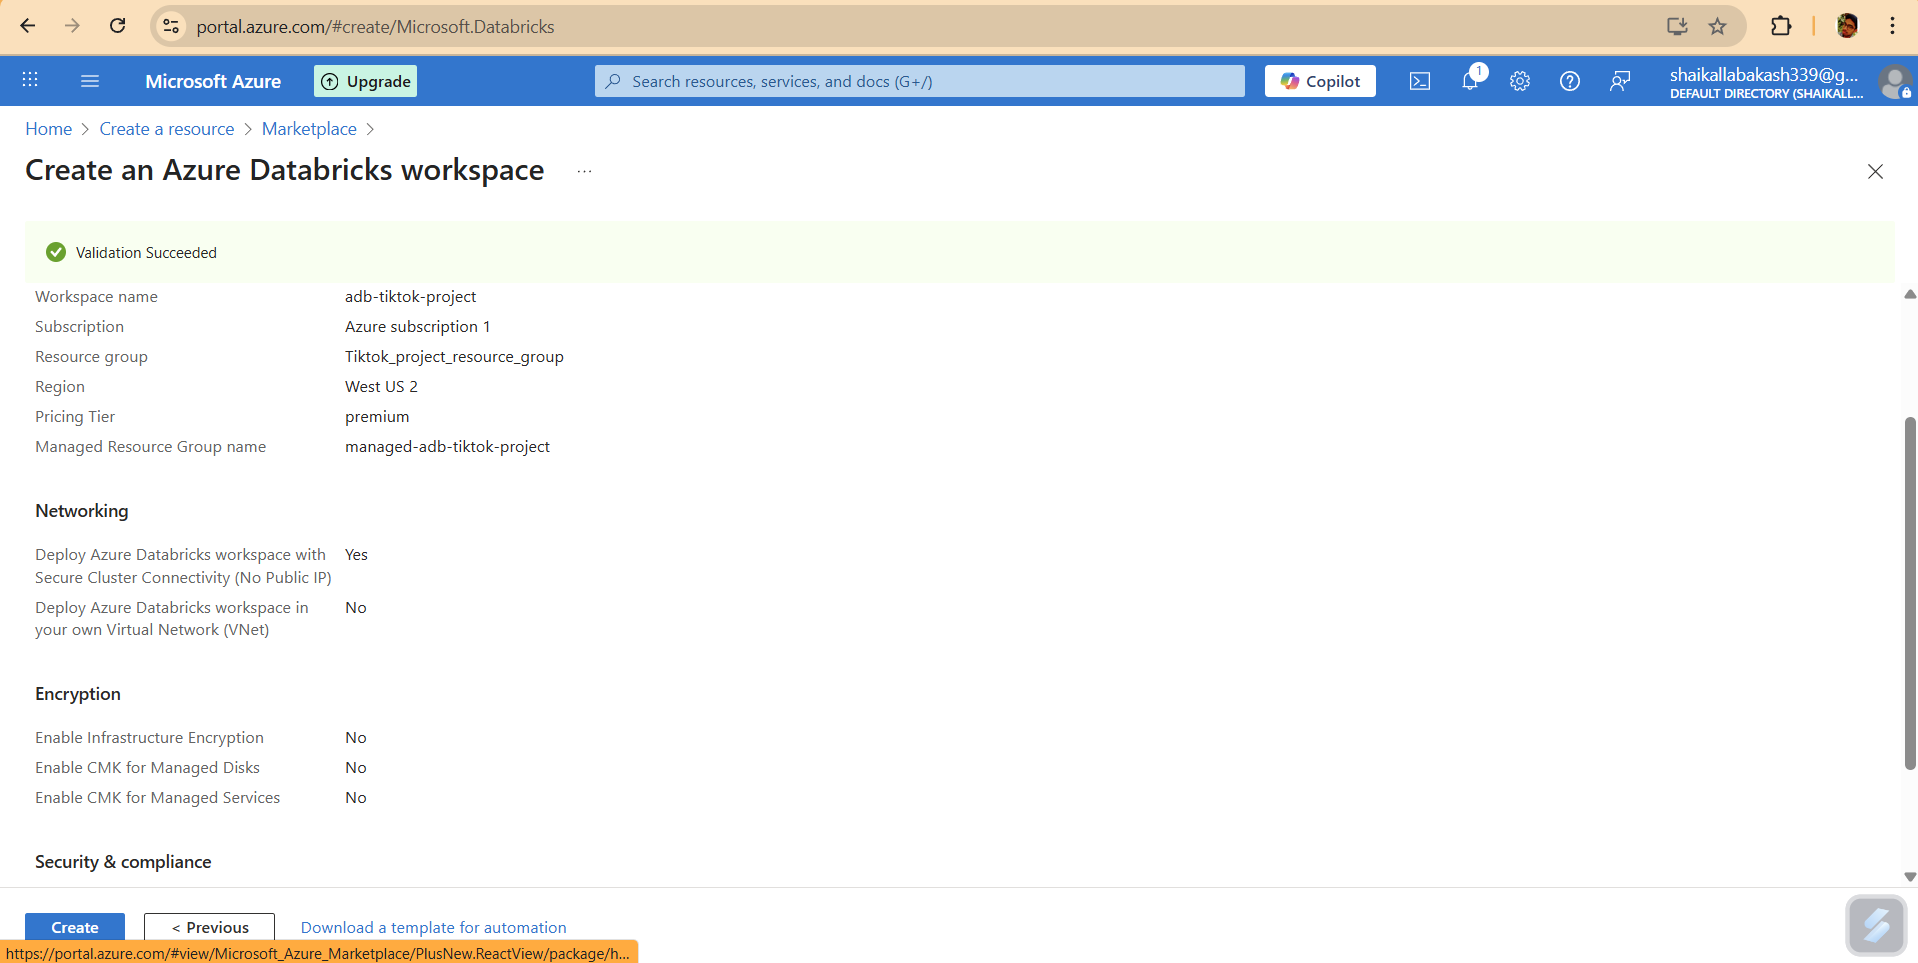 portal.azure.com/#create/Microsoft.Databricks
Microsoft Azure
Upgrade
Search resources, services, and docs (G+/)
Copilot
1
shaikallabakash339@g...
DEFAULT DIRECTORY (SHAIKALL...
Home > Create a resource > Marketplace >
Create an Azure Databricks workspace ...
Validation Succeeded
Workspace name adb-tiktok-project
Subscription Azure subscription 1
Resource group Tiktok_project_resource_group
Region West US 2
Pricing Tier premium
Managed Resource Group name managed-adb-tiktok-project
Networking
Deploy Azure Databricks workspace with Yes
Secure Cluster Connectivity (No Public IP)
Deploy Azure Databricks workspace in No
your own Virtual Network (VNet)
Encryption
Enable Infrastructure Encryption No
Enable CMK for Managed Disks No
Enable CMK for Managed Services No
Security & compliance
Create
< Previous
Download a template for automation
https://portal.azure.com/#view/Microsoft_Azure_Marketplace/PlusNew.ReactView/package/h...